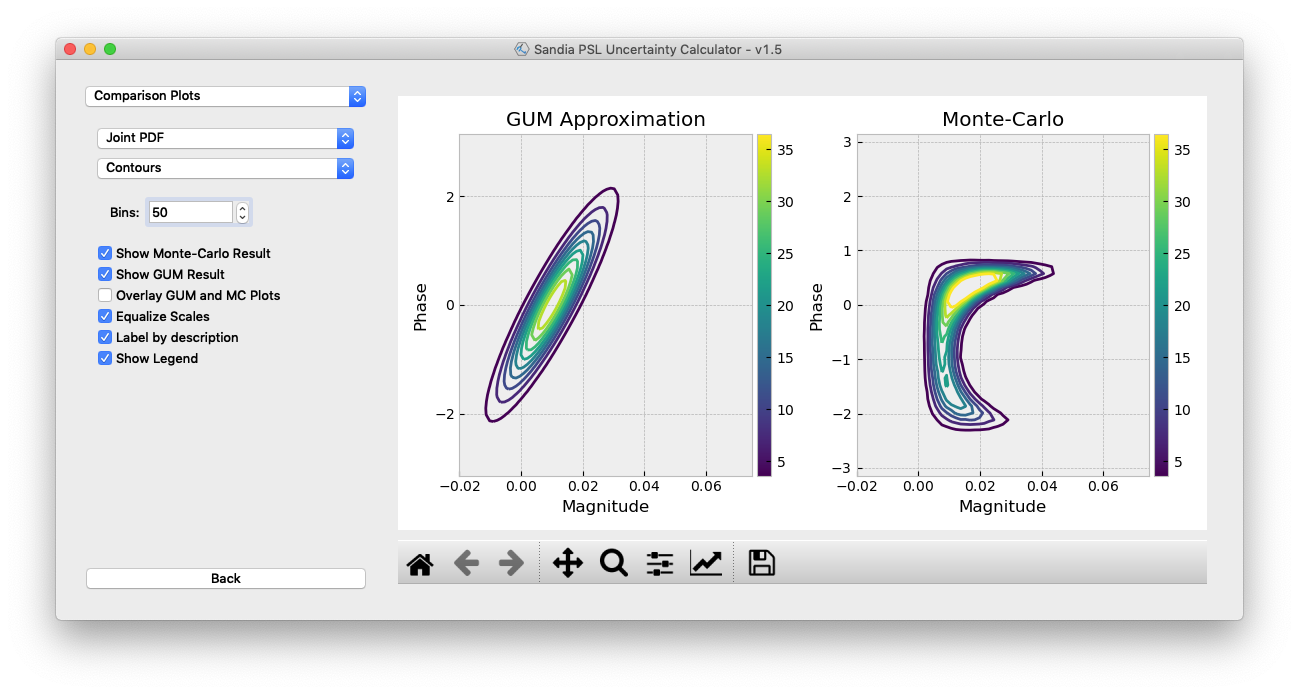 Sandia PSL Uncertainty Calculator - v1.5
Comparison Plots
Joint PDF
Contours
Bins: 50
Show Monte-Carlo Result
Show GUM Result
Overlay GUM and MC Plots
Equalize Scales
Label by description
Show Legend
Back
GUM Approximation
Phase
2
0
−2
−0.02 0.00 0.02 0.04 0.06
Magnitude
35
30
25
20
15
10
5
Monte-Carlo
Phase
3
2
1
0
−1
−2
−3
−0.02 0.00 0.02 0.04 0.06
Magnitude
35
30
25
20
15
10
5